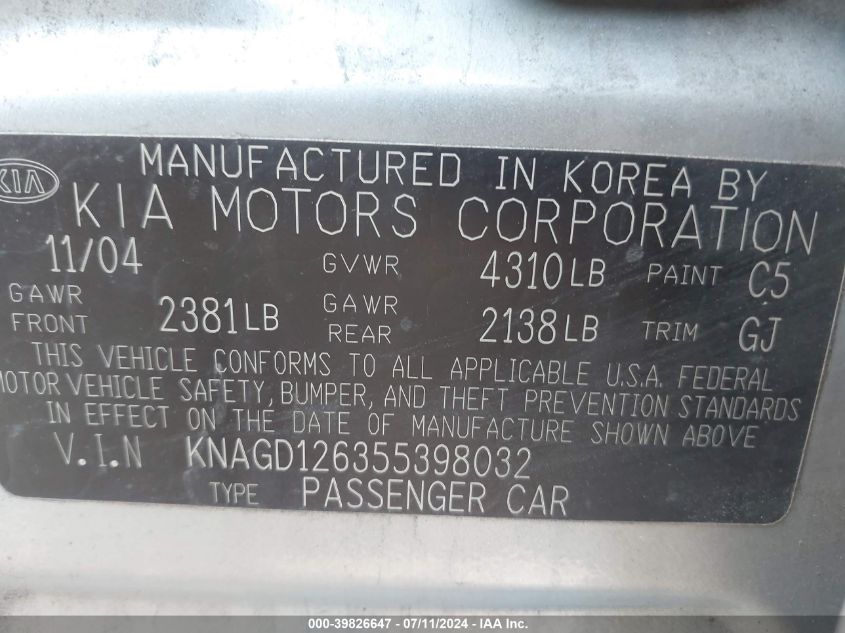 MANUFACTURED IN KOREA BY
KIA
KIA MOTORS CORPORATION
11/04 GVWR 4310LB PAINT C5
GAWR FRONT 2381LB GAWR REAR 2138LB TRIM GJ
THIS VEHICLE CONFORMS TO ALL APPLICABLE U.S.A. FEDERAL
MOTOR VEHICLE SAFETY, BUMPER, AND THEFT PREVENTION STANDARDS
IN EFFECT ON THE DATE OF MANUFACTURE SHOWN ABOVE
V.I.N KNAGD126355398032
TYPE PASSENGER CAR
000-39826647 - 07/11/2024 - IAA Inc.